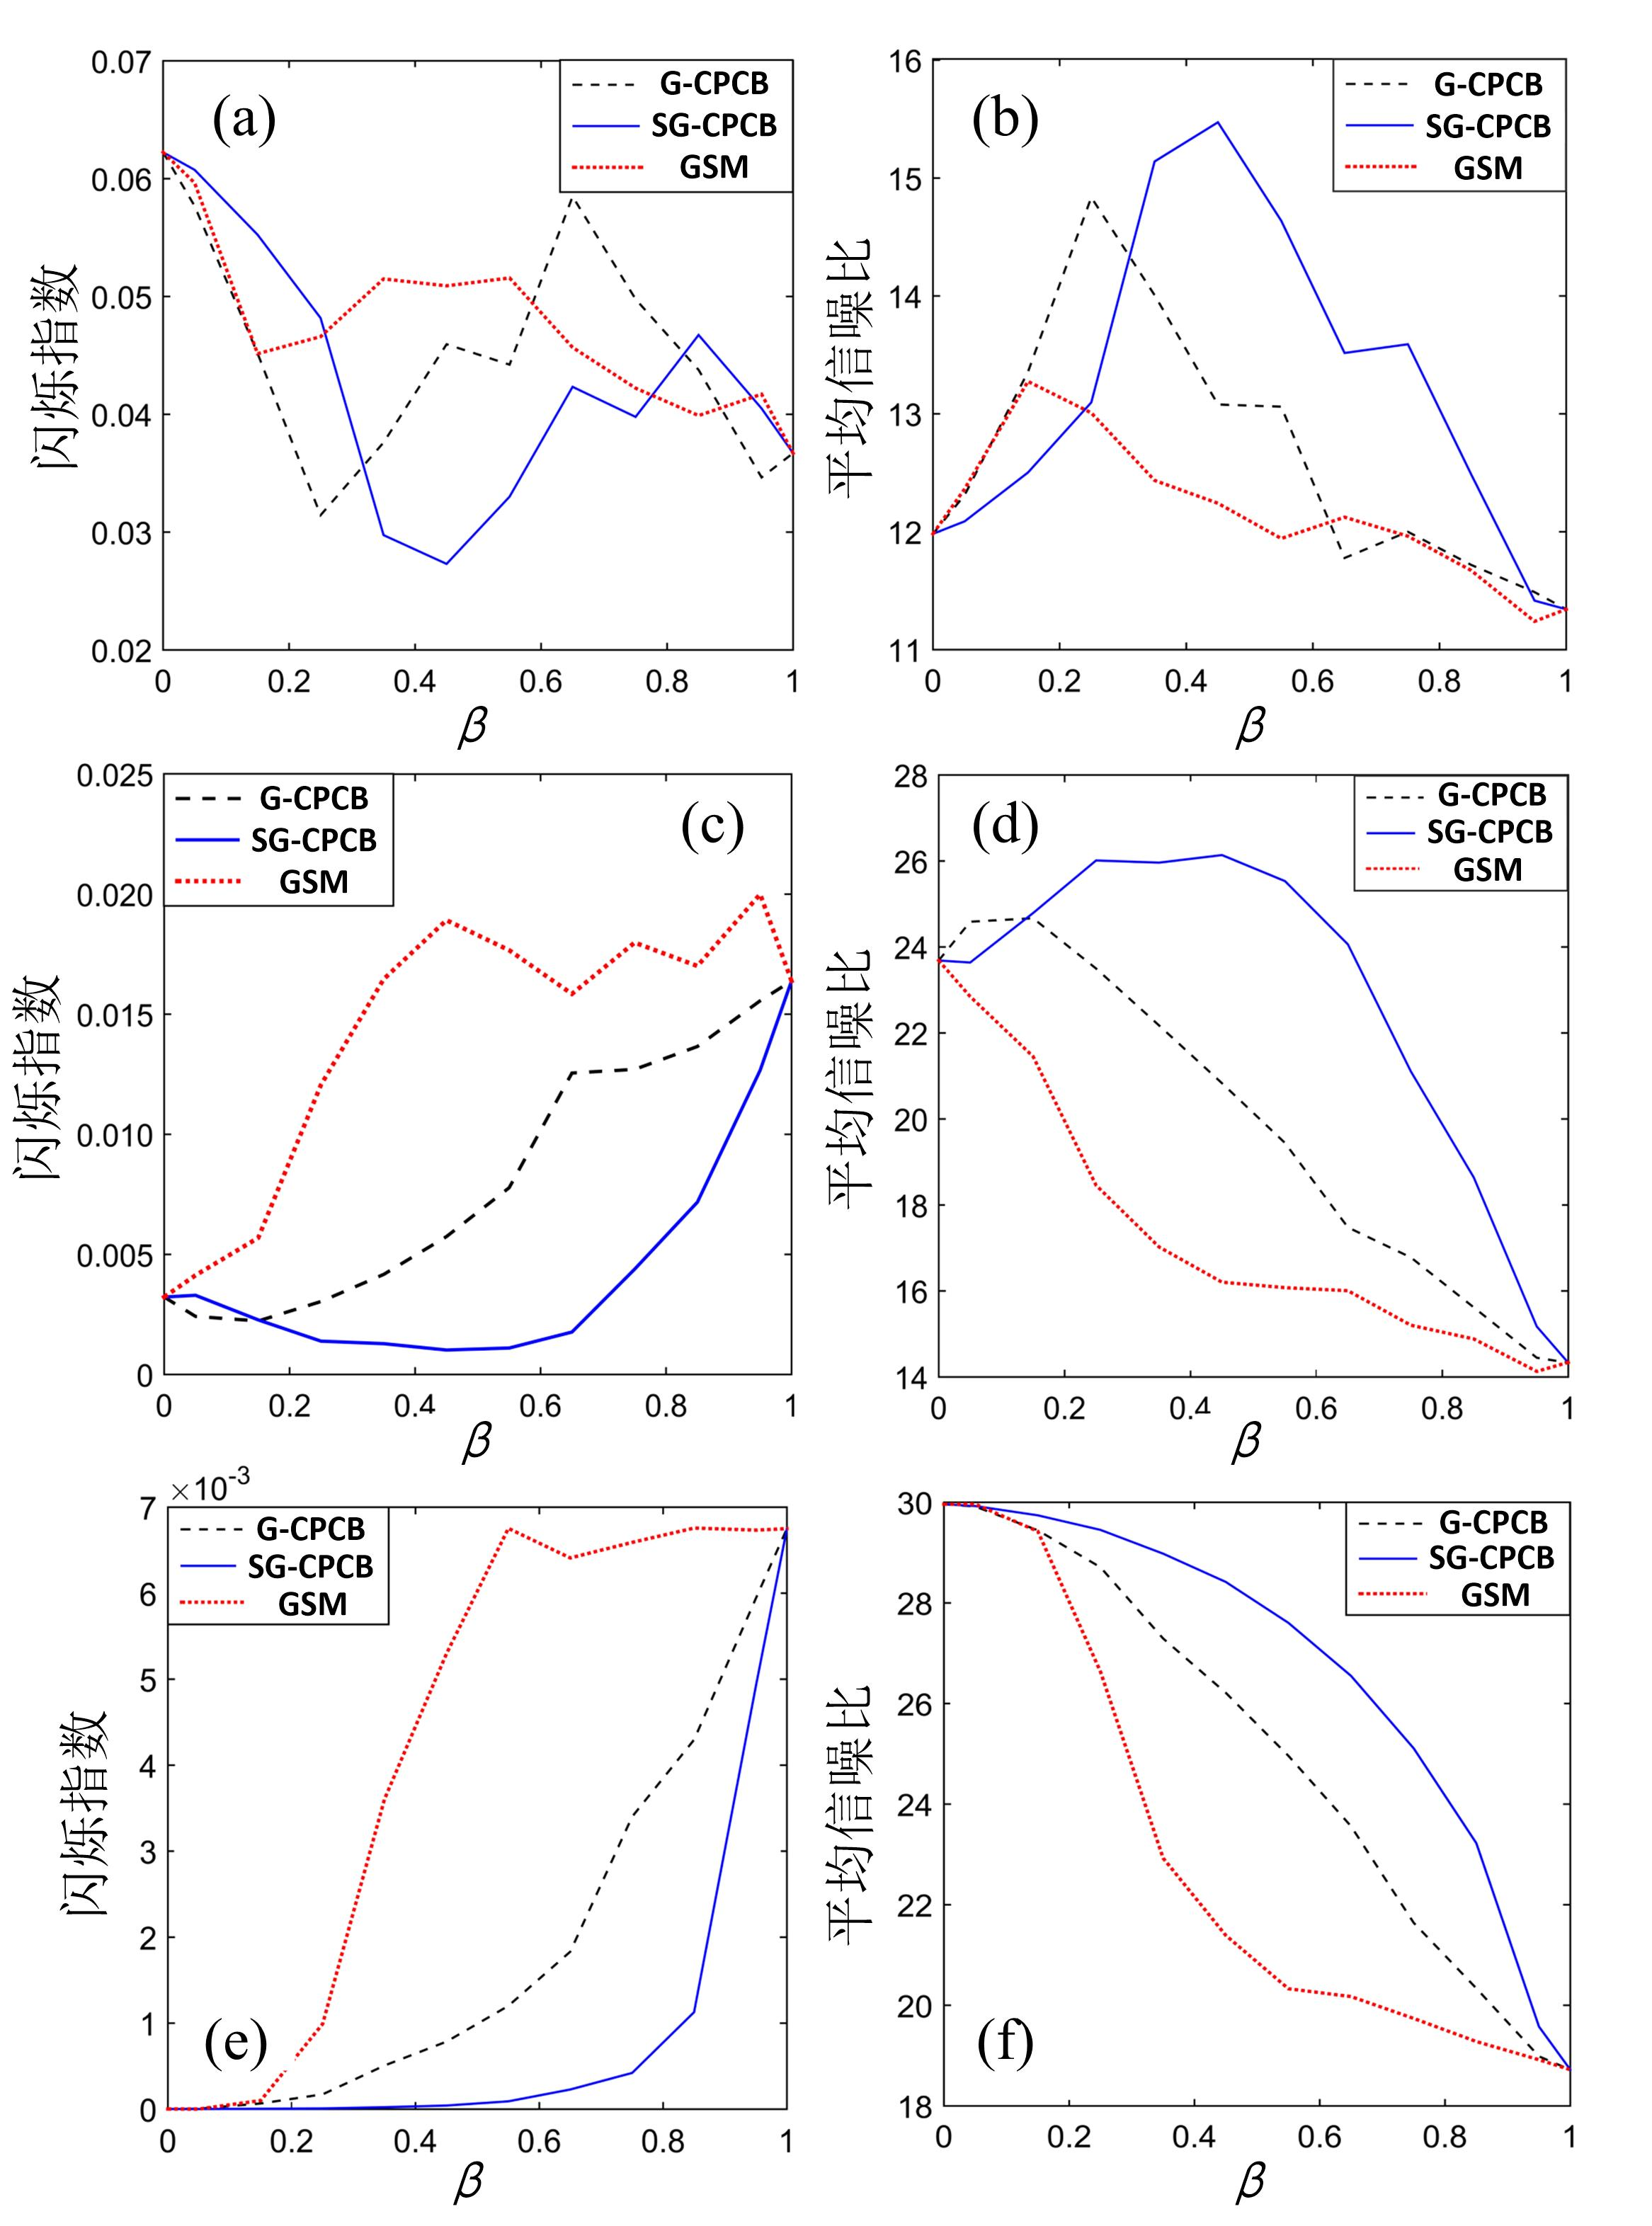 0.07
0.06
0.05
0.04
0.03
0.02
0
0.2
0.4
0.6
0.8
1
闪烁指数
β
(a)
G-CPCB
SG-CPCB
GSM
16
15
14
13
12
11
0
0.2
0.4
0.6
0.8
1
平均信噪比
β
(b)
G-CPCB
SG-CPCB
GSM
0.025
0.020
0.015
0.010
0.005
0
0
0.2
0.4
0.6
0.8
1
闪烁指数
β
(c)
G-CPCB
SG-CPCB
GSM
28
26
24
22
20
18
16
14
0
0.2
0.4
0.6
0.8
1
平均信噪比
β
(d)
G-CPCB
SG-CPCB
GSM
×10⁻³
7
6
5
4
3
2
1
0
0
0.2
0.4
0.6
0.8
1
闪烁指数
β
(e)
G-CPCB
SG-CPCB
GSM
30
28
26
24
22
20
18
0
0.2
0.4
0.6
0.8
1
平均信噪比
β
(f)
G-CPCB
SG-CPCB
GSM